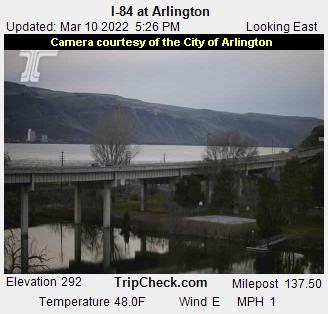 I-84 at Arlington
Updated: Mar 10 2022 5:26 PM Looking East
Camera courtesy of the City of Arlington
Elevation 292 TripCheck.com Milepost 137.50
Temperature 48.0F Wind E MPH 1